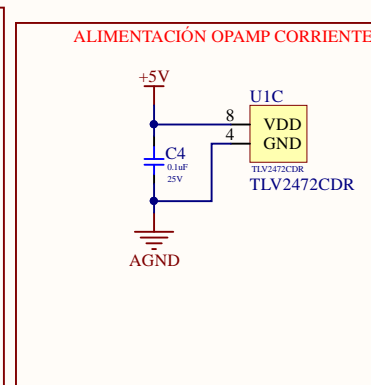 ALIMENTACIÓN OPAMP CORRIENTE
+5V
U1C
8 VDD
4 GND
C4
0.1uF
25V
TLV2472CDR
TLV2472CDR
AGND